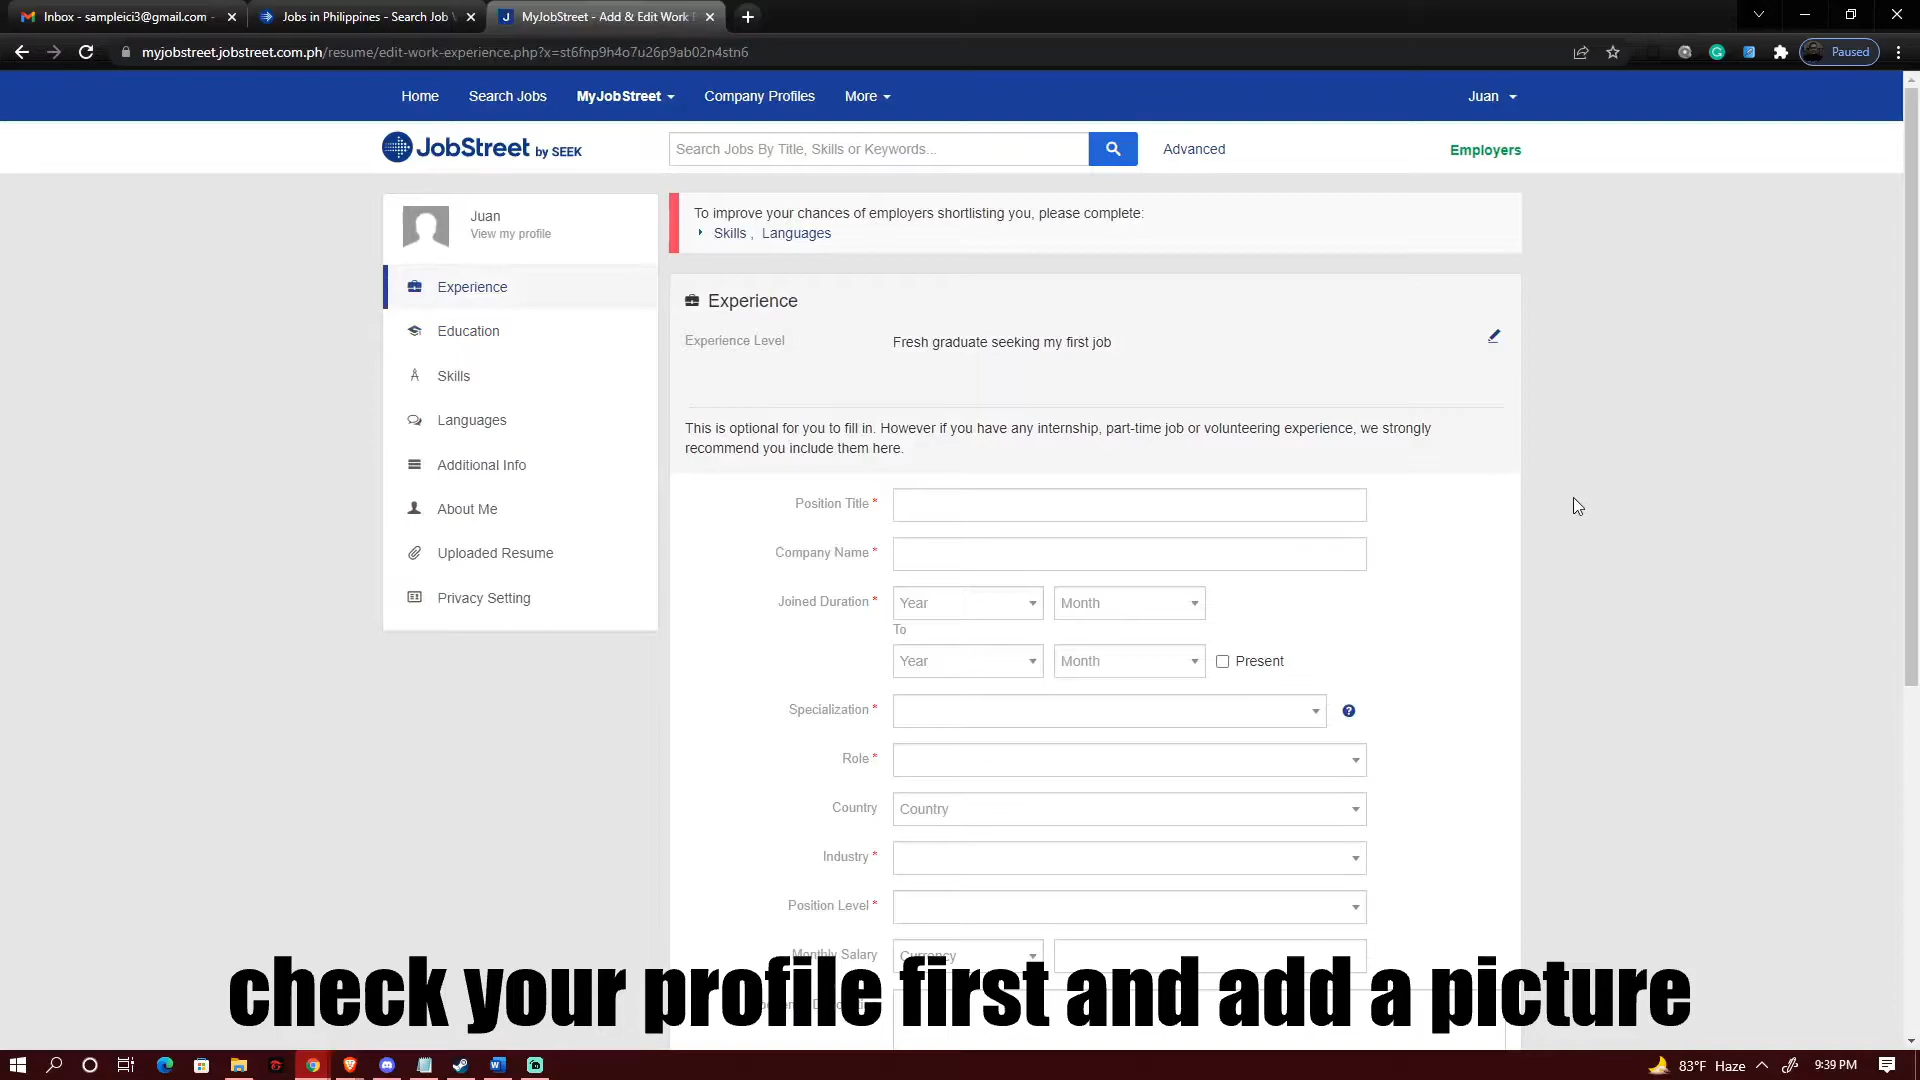 Inbox - sampleici3@gmail.com -
Jobs in Philippines - Search Job
MyJobStreet - Add & Edit Work
myjobstreet.jobstreet.com.ph/resume/edit-work-experience.php?x=st6fnp9h4o7u26p9ab02n4stn6
Paused
Home Search Jobs MyJobStreet Company Profiles More Juan
JobStreet by SEEK
Search Jobs By Title, Skills or Keywords...
Advanced
Employers
Juan
View my profile
Experience
Education
Skills
Languages
Additional Info
About Me
Uploaded Resume
Privacy Setting
To improve your chances of employers shortlisting you, please complete:
Skills , Languages
Experience
Experience Level Fresh graduate seeking my first job
This is optional for you to fill in. However if you have any internship, part-time job or volunteering experience, we strongly
recommend you include them here.
Position Title *
Company Name *
Joined Duration * Year Month
To
Year Month Present
Specialization * ?
Role *
Country Country
Industry *
Position Level *
Monthly Salary Currency
check your profile first and add a picture
83°F Haze 9:39 PM